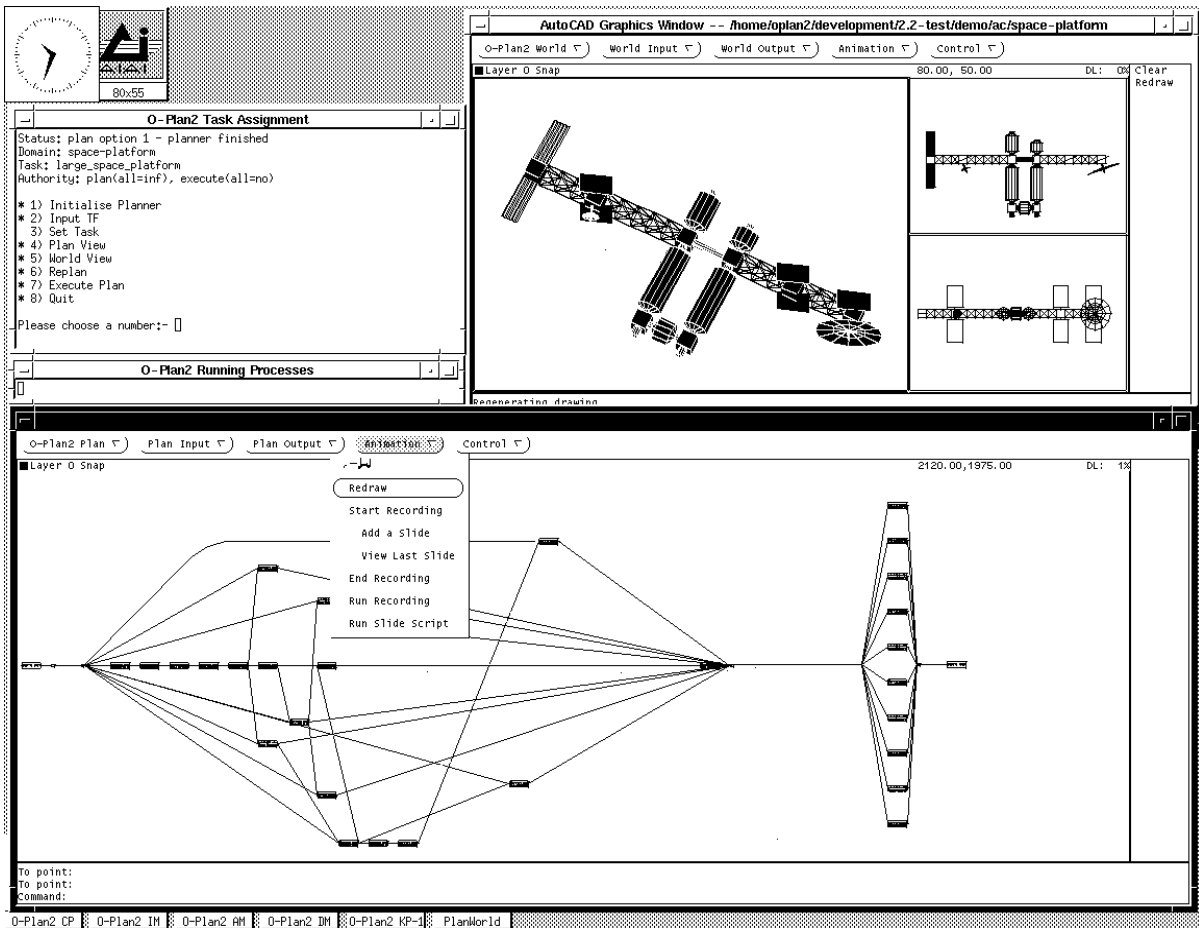 AIAI
80x55
O-Plan2 Task Assignment
Status: plan option 1 - planner finished
Domain: space-platform
Task: large_space_platform
Authority: plan(all=inf), execute(all=no)
* 1) Initialise Planner
* 2) Input TF
3) Set Task
* 4) Plan View
* 5) World View
* 6) Replan
* 7) Execute Plan
* 8) Quit
Please choose a number:-
O-Plan2 Running Processes
AutoCAD Graphics Window -- /home/oplan2/development/2.2-test/demo/ac/space-platform
O-Plan2 World World Input World Output Animation Control
Layer 0 Snap 80.00, 50.00 DL: 0% Clear
Redraw
Regenerating drawing
O-Plan2 Plan Plan Input Plan Output Animation Control
Layer 0 Snap 2120.00,1975.00 DL: 1%
Redraw
Start Recording
Add a Slide
View Last Slide
End Recording
Run Recording
Run Slide Script
To point:
To point:
Command:
O-Plan2 CP O-Plan2 IM O-Plan2 AM O-Plan2 DM O-Plan2 KP-1 PlanWorld